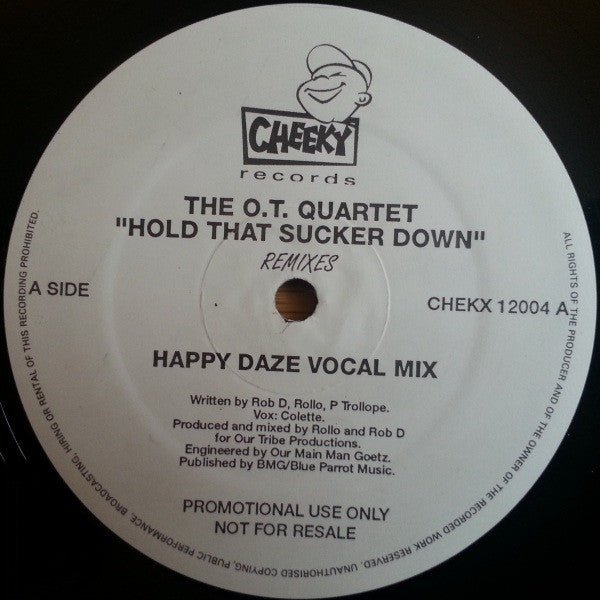 CHEEKY
records
THE O.T. QUARTET
"HOLD THAT SUCKER DOWN"
REMIXES
A SIDE
CHEKX 12004 A
HAPPY DAZE VOCAL MIX
Written by Rob D, Rollo, P Trollope.
Vox: Colette.
Produced and mixed by Rollo and Rob D
for Our Tribe Productions.
Engineered by Our Main Man Goetz.
Published by BMG/Blue Parrot Music.
PROMOTIONAL USE ONLY
NOT FOR RESALE
ALL RIGHTS OF THE PRODUCER AND OF THE OWNER OF THE RECORDED WORK RESERVED. UNAUTHORISED COPYING, PUBLIC PERFORMANCE, BROADCASTING, HIRING OR RENTAL OF THIS RECORDING PROHIBITED.